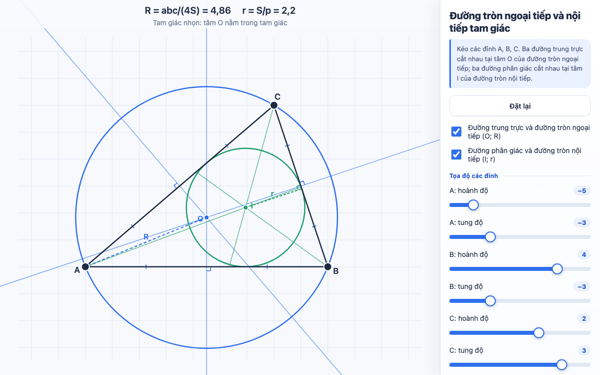 R = abc/(4S) = 4,86 r = S/p = 2,2
Tam giác nhọn: tâm O nằm trong tam giác
C
r
I
O
R
A
B
Đường tròn ngoại tiếp và nội
tiếp tam giác
Kéo các đỉnh A, B, C. Ba đường trung trực
cắt nhau tại tâm O của đường tròn ngoại
tiếp; ba đường phân giác cắt nhau tại tâm
I của đường tròn nội tiếp.
Đặt lại
Đường trung trực và đường tròn ngoại
tiếp (O; R)
Đường phân giác và đường tròn nội
tiếp (I; r)
Tọa độ các đỉnh
A: hoành độ −5
A: tung độ −3
B: hoành độ 4
B: tung độ −3
C: hoành độ 2
C: tung độ 3